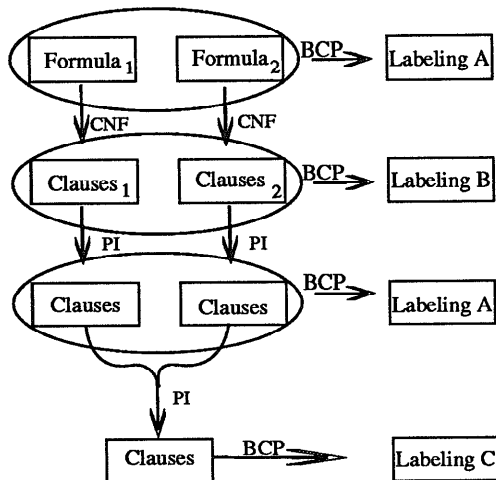 Formula 1 Formula 2 BCP Labeling A
CNF CNF
Clauses 1 Clauses 2 BCP Labeling B
PI PI
Clauses Clauses BCP Labeling A
PI
Clauses BCP Labeling C